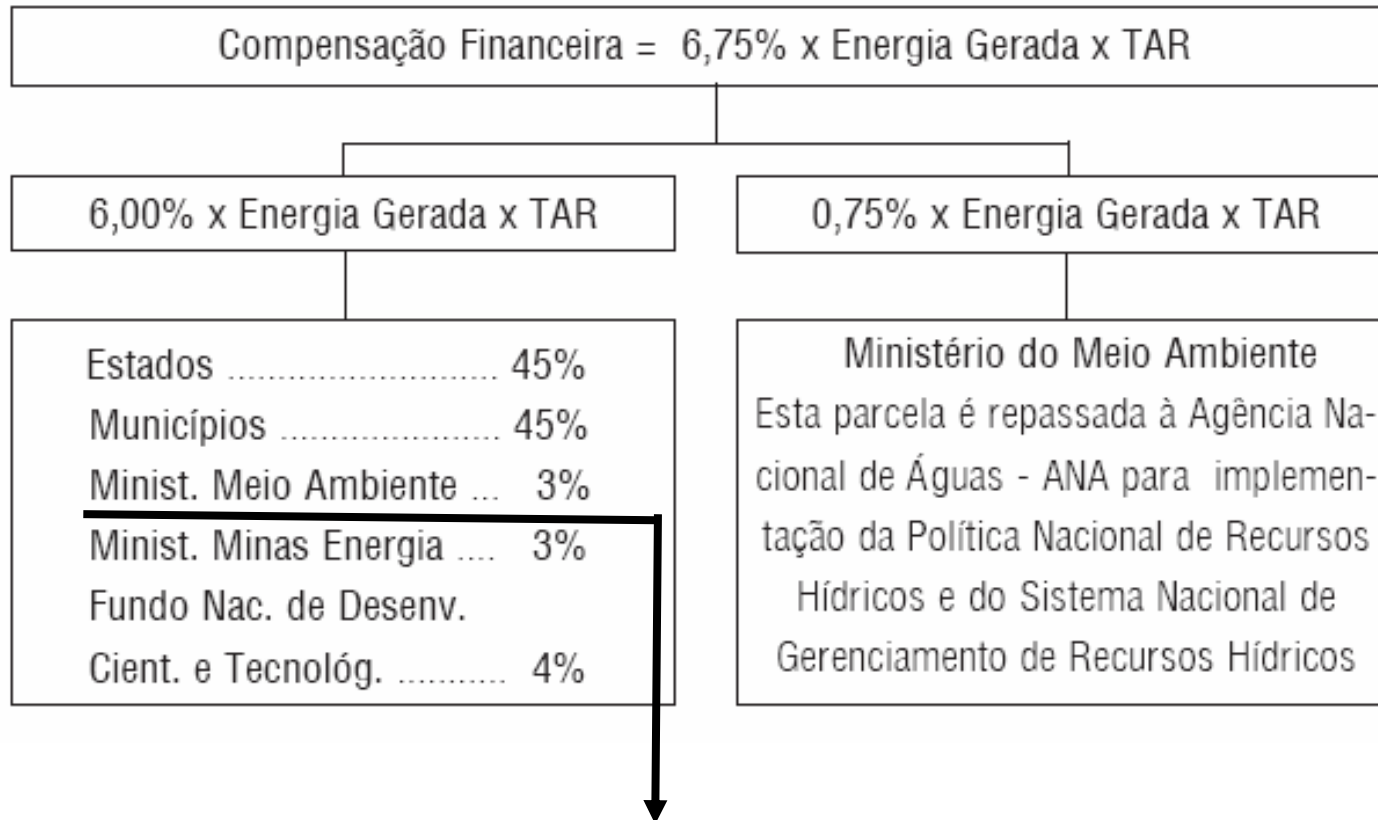 Compensação Financeira = 6,75% x Energia Gerada x TAR
6,00% x Energia Gerada x TAR
0,75% x Energia Gerada x TAR
Estados ........................... 45%
Municípios ...................... 45%
Minist. Meio Ambiente ... 3%
Minist. Minas Energia .... 3%
Fundo Nac. de Desenv.
Cient. e Tecnológ. ........... 4%
Ministério do Meio Ambiente
Esta parcela é repassada à Agência Na-
cional de Águas - ANA para implemen-
tação da Política Nacional de Recursos
Hídricos e do Sistema Nacional de
Gerenciamento de Recursos Hídricos